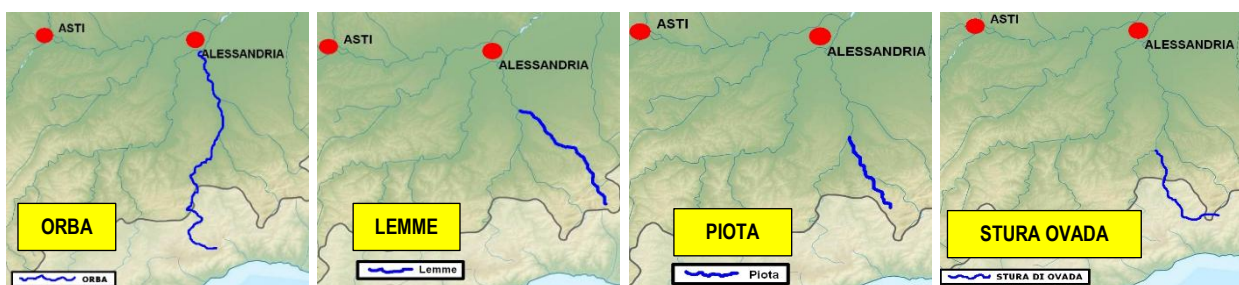 ASTI
ALESSANDRIA
ORBA
ORBA
ASTI
ALESSANDRIA
LEMME
Lemme
ASTI
ALESSANDRIA
PIOTA
Piota
ASTI
ALESSANDRIA
STURA OVADA
STURA DI OVADA